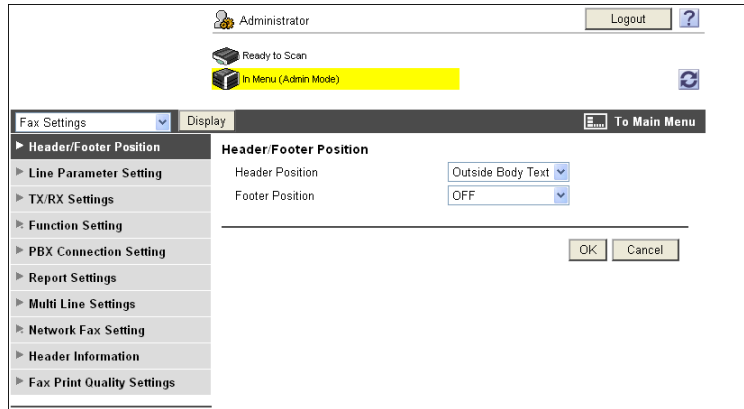 Administrator
Logout
?
Ready to Scan
In Menu (Admin Mode)
Fax Settings
Display
To Main Menu
Header/Footer Position
Line Parameter Setting
TX/RX Settings
Function Setting
PBX Connection Setting
Report Settings
Multi Line Settings
Network Fax Setting
Header Information
Fax Print Quality Settings
Header/Footer Position
Header Position Outside Body Text
Footer Position OFF
OK Cancel